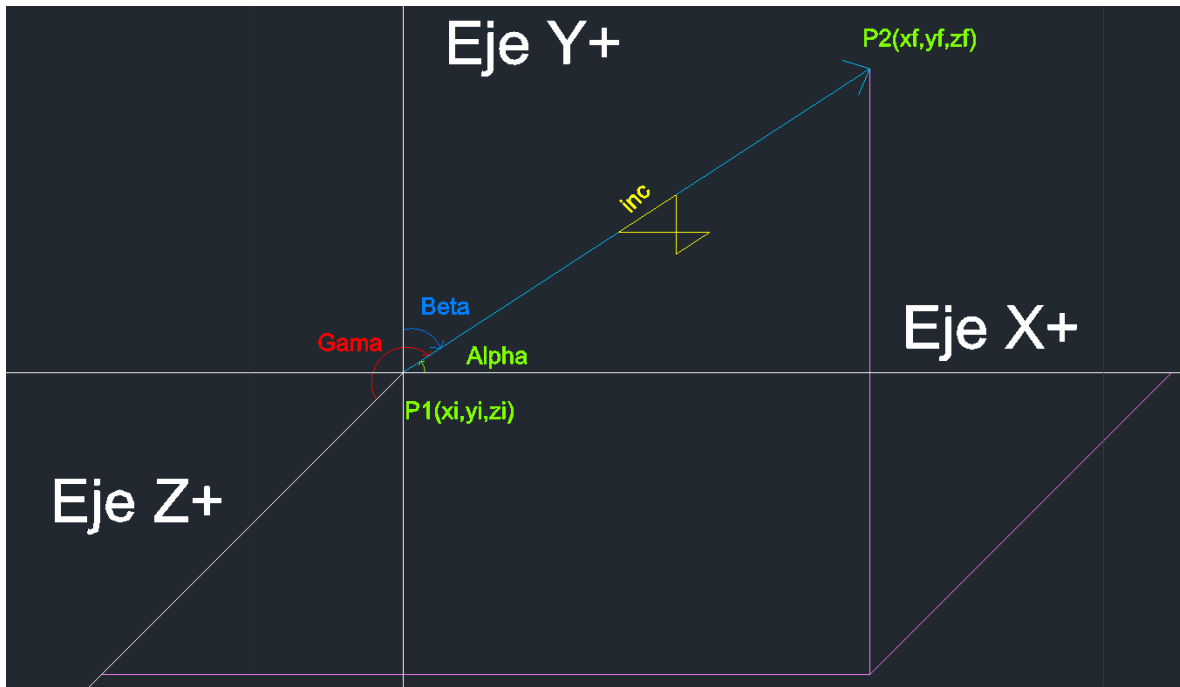 Eje Y+
P2(xf,yf,zf)
inc
Beta
Eje X+
Gama
Alpha
P1(xi,yi,zi)
Eje Z+